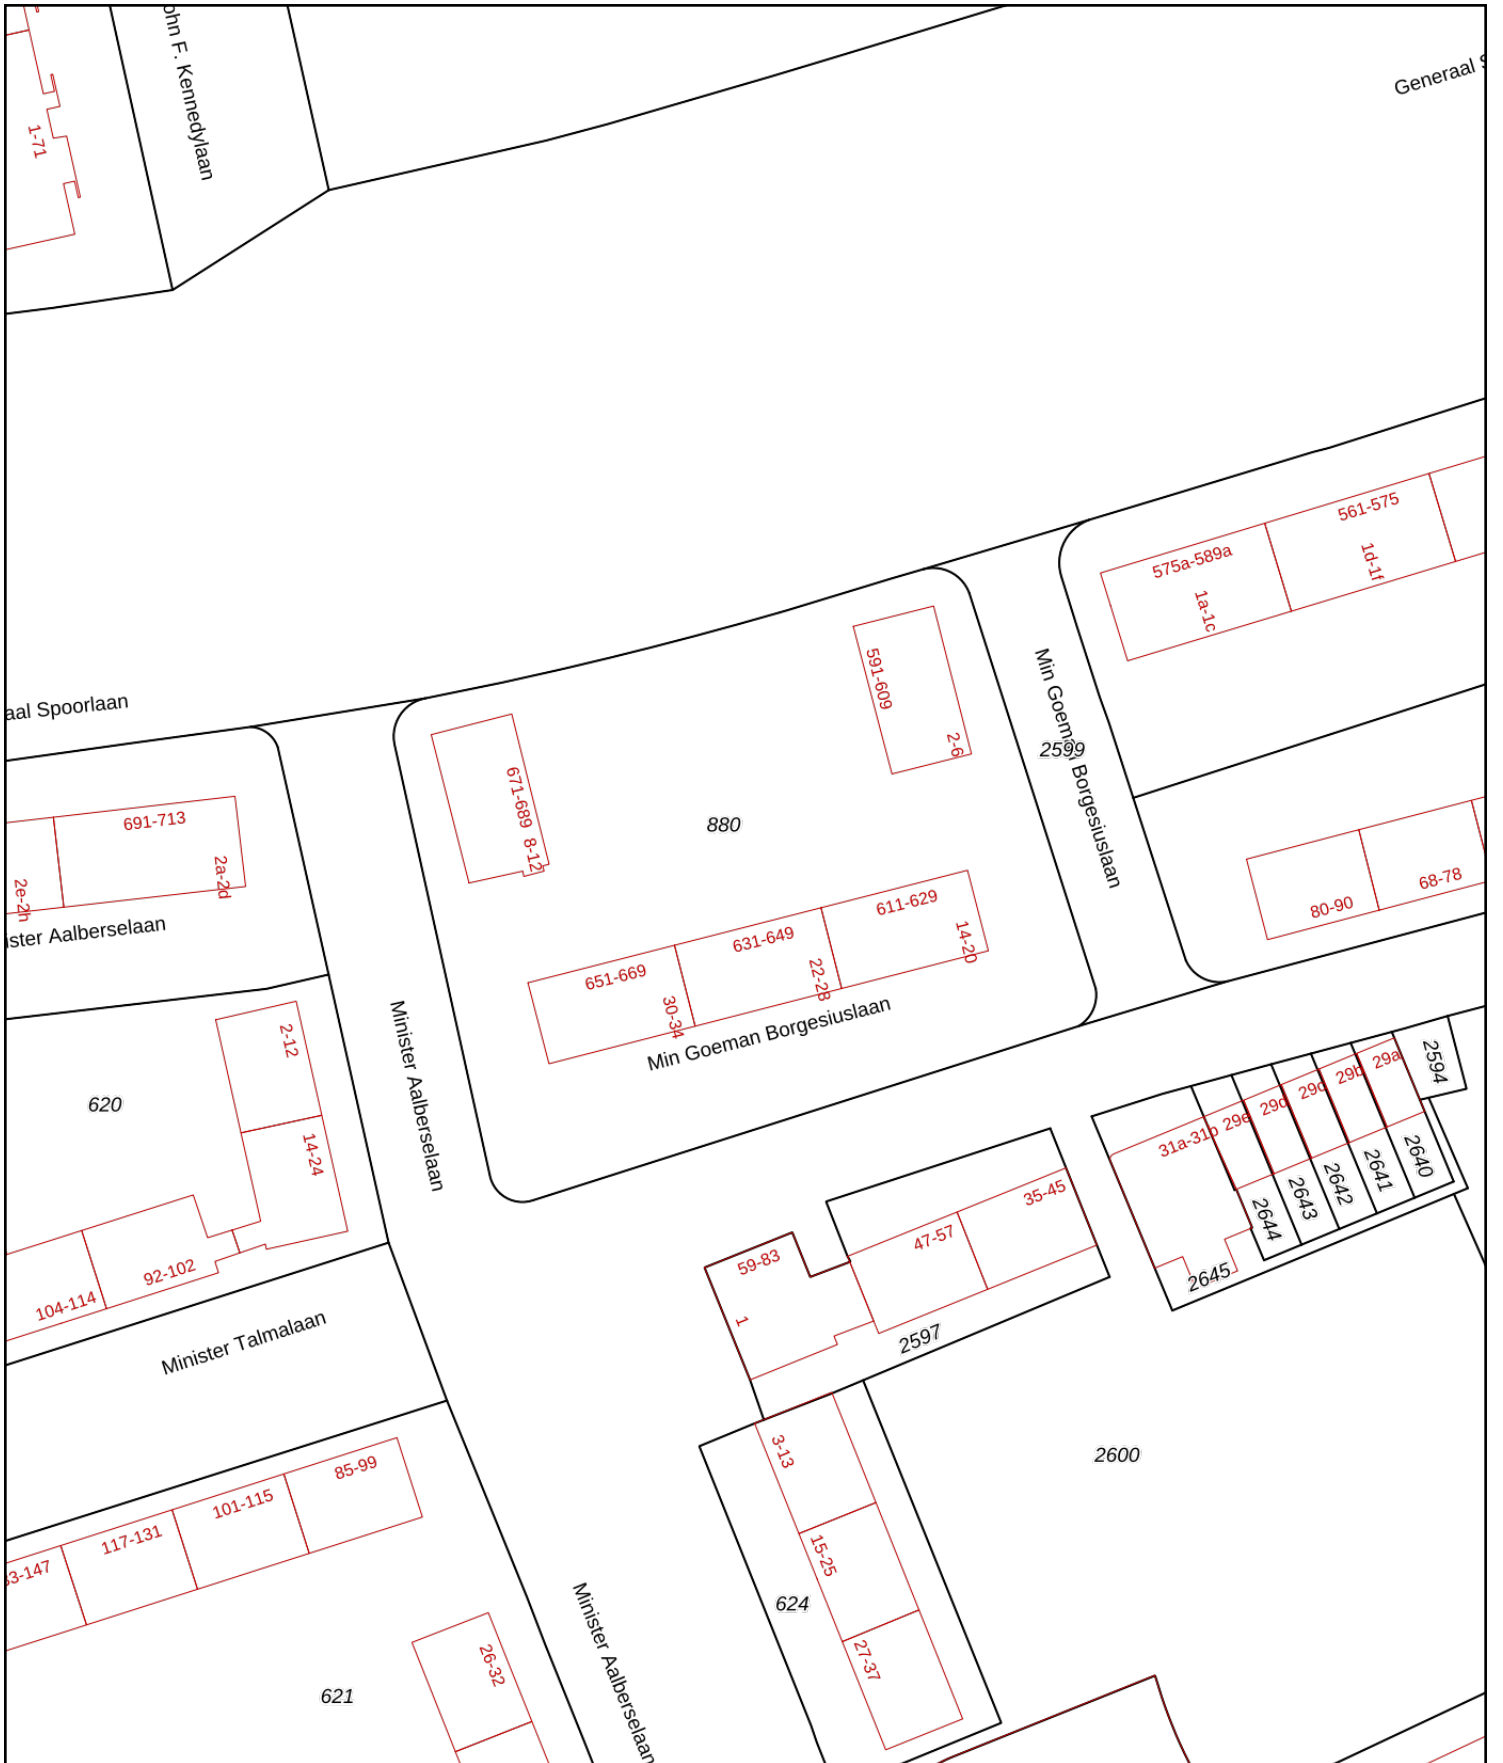 ohn F. Kennedylaan
Generaal S
1-71
561-575
575a-589a
1d-1f
1a-1c
591-609
2-6
Min Goeman Borgesiuslaan
2599
aal Spoorlaan
671-689
8-12
880
691-713
2a-2d
2e-2h
ister Aalberselaan
611-629
14-20
631-649
22-28
651-669
30-34
Min Goeman Borgesiuslaan
80-90
68-78
Minister Aalberselaan
2-12
14-24
620
92-102
104-114
Minister Talmalaan
2594
29a
29b
29c
29d
29e
31a-31b
2640
2641
2642
2643
2644
2645
35-45
47-57
59-83
1
2597
2600
3-13
15-25
27-37
624
85-99
101-115
117-131
33-147
26-32
621
Minister Aalberselaan